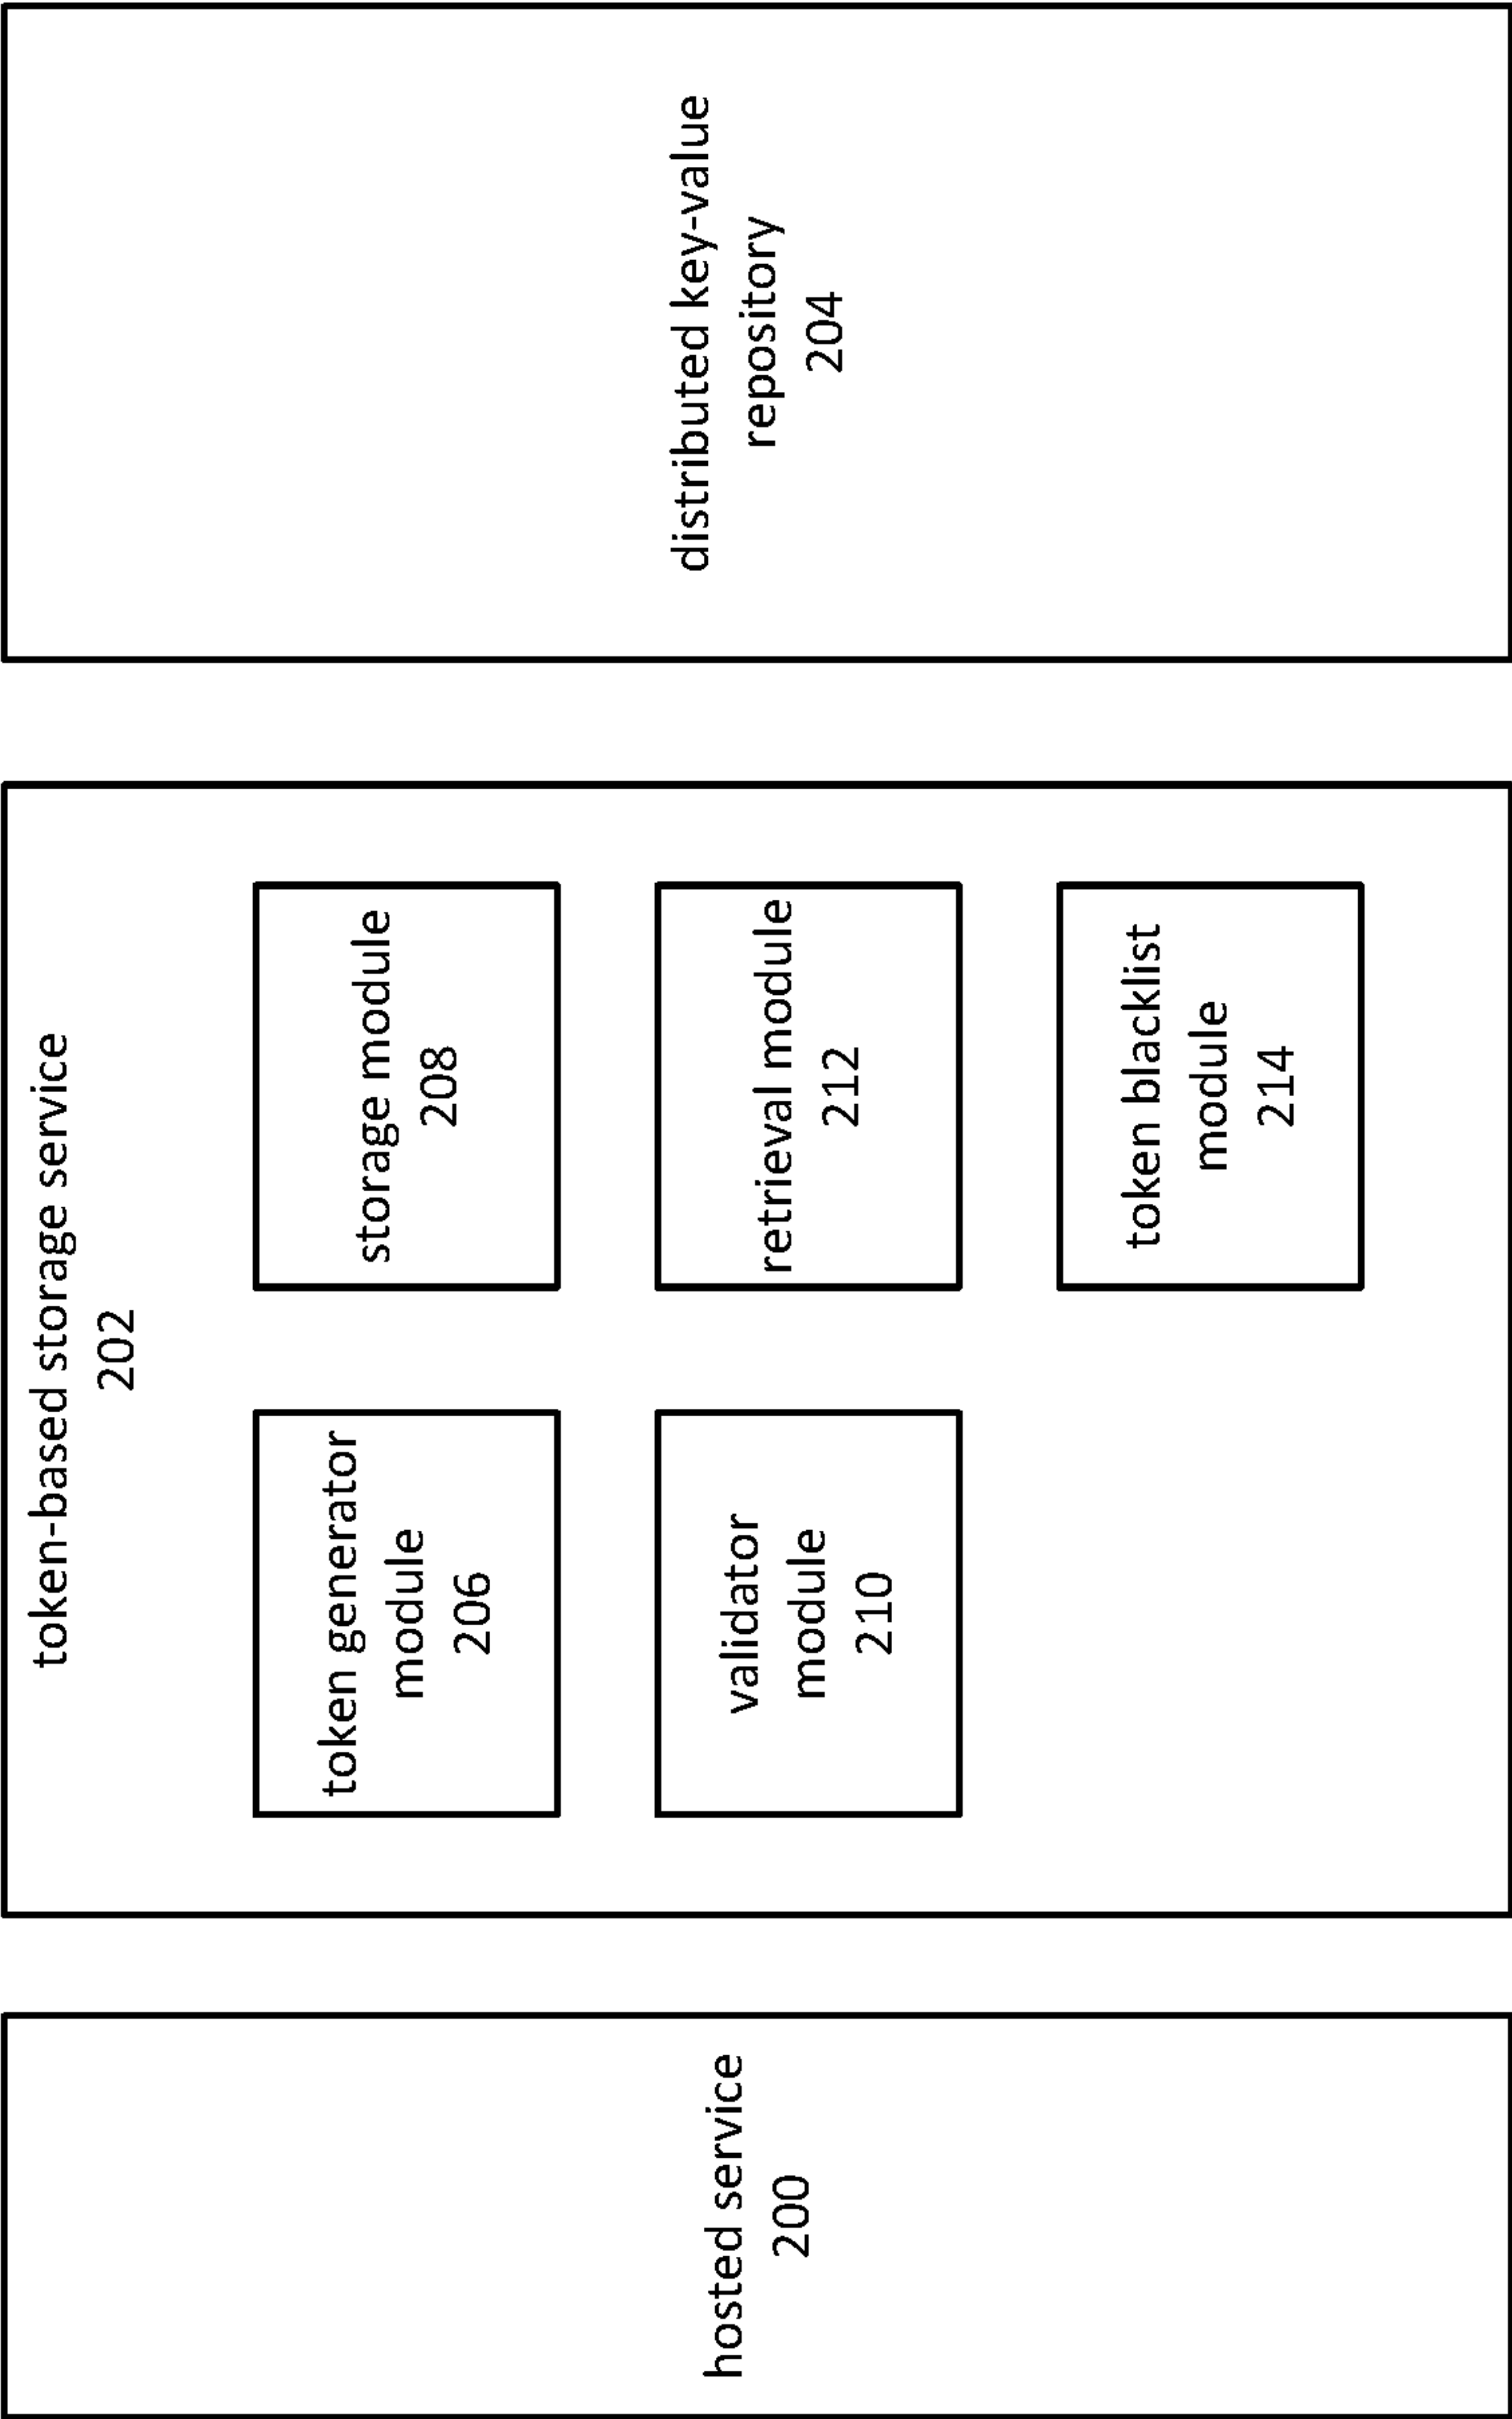 hosted service
200
token-based storage service
202
token generator
module
206
storage module
208
validator
module
210
retrieval module
212
token blacklist
module
214
distributed key-value
repository
204